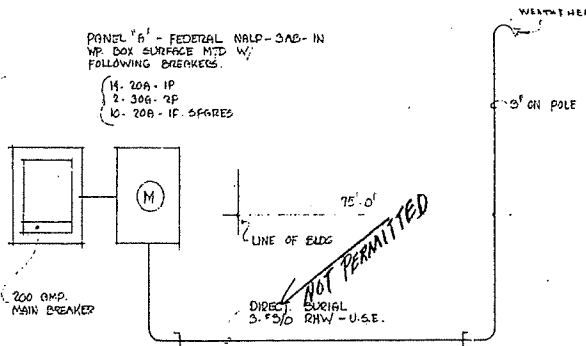 WEATHER
PANEL "A" - FEDERAL NALP - 3AB - IN
WP. BOX SURFACE MTD W/
FOLLOWING BREAKERS.
14 - 20A - 1P
2 - 30A - 2P
10 - 20A - 1P. SPARES
3" ON POLE
M
75'-0"
LINE OF BLDG
NOT PERMITTED
200 AMP.
MAIN BREAKER
DIRECT BURIAL
3 - #3/0 RHW - U.S.E.